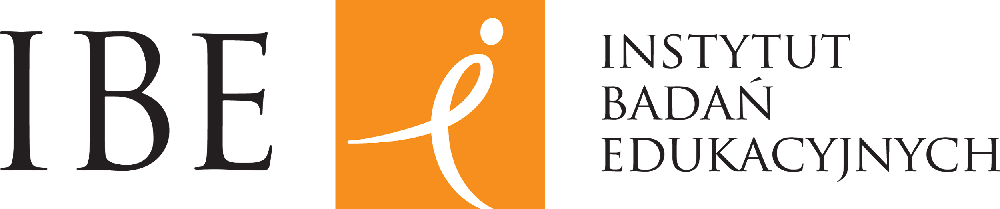 IBE
INSTYTUT
BADAŃ
EDUKACYJNYCH